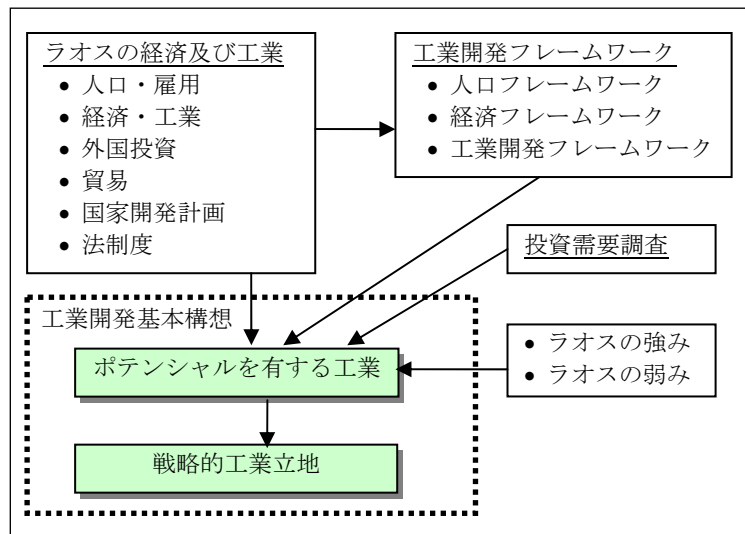 ラオスの経済及び工業
• 人口・雇用
• 経済・工業
• 外国投資
• 貿易
• 国家開発計画
• 法制度
工業開発フレームワーク
• 人口フレームワーク
• 経済フレームワーク
• 工業開発フレームワーク
投資需要調査
工業開発基本構想
ポテンシャルを有する工業
• ラオスの強み
• ラオスの弱み
戦略的工業立地